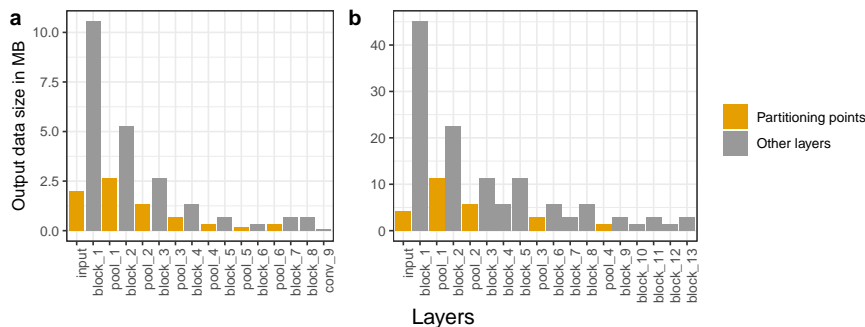 a
b
Output data size in MB
10.0
7.5
5.0
2.5
0.0
input
block_1
pool_1
block_2
pool_2
block_3
pool_3
block_4
pool_4
block_5
pool_5
block_6
pool_6
block_7
block_8
conv_9
40
30
20
10
0
input
block_1
pool_1
block_2
pool_2
block_3
block_4
block_5
pool_3
block_6
block_7
block_8
pool_4
block_9
block_10
block_11
block_12
block_13
Layers
Partitioning points
Other layers